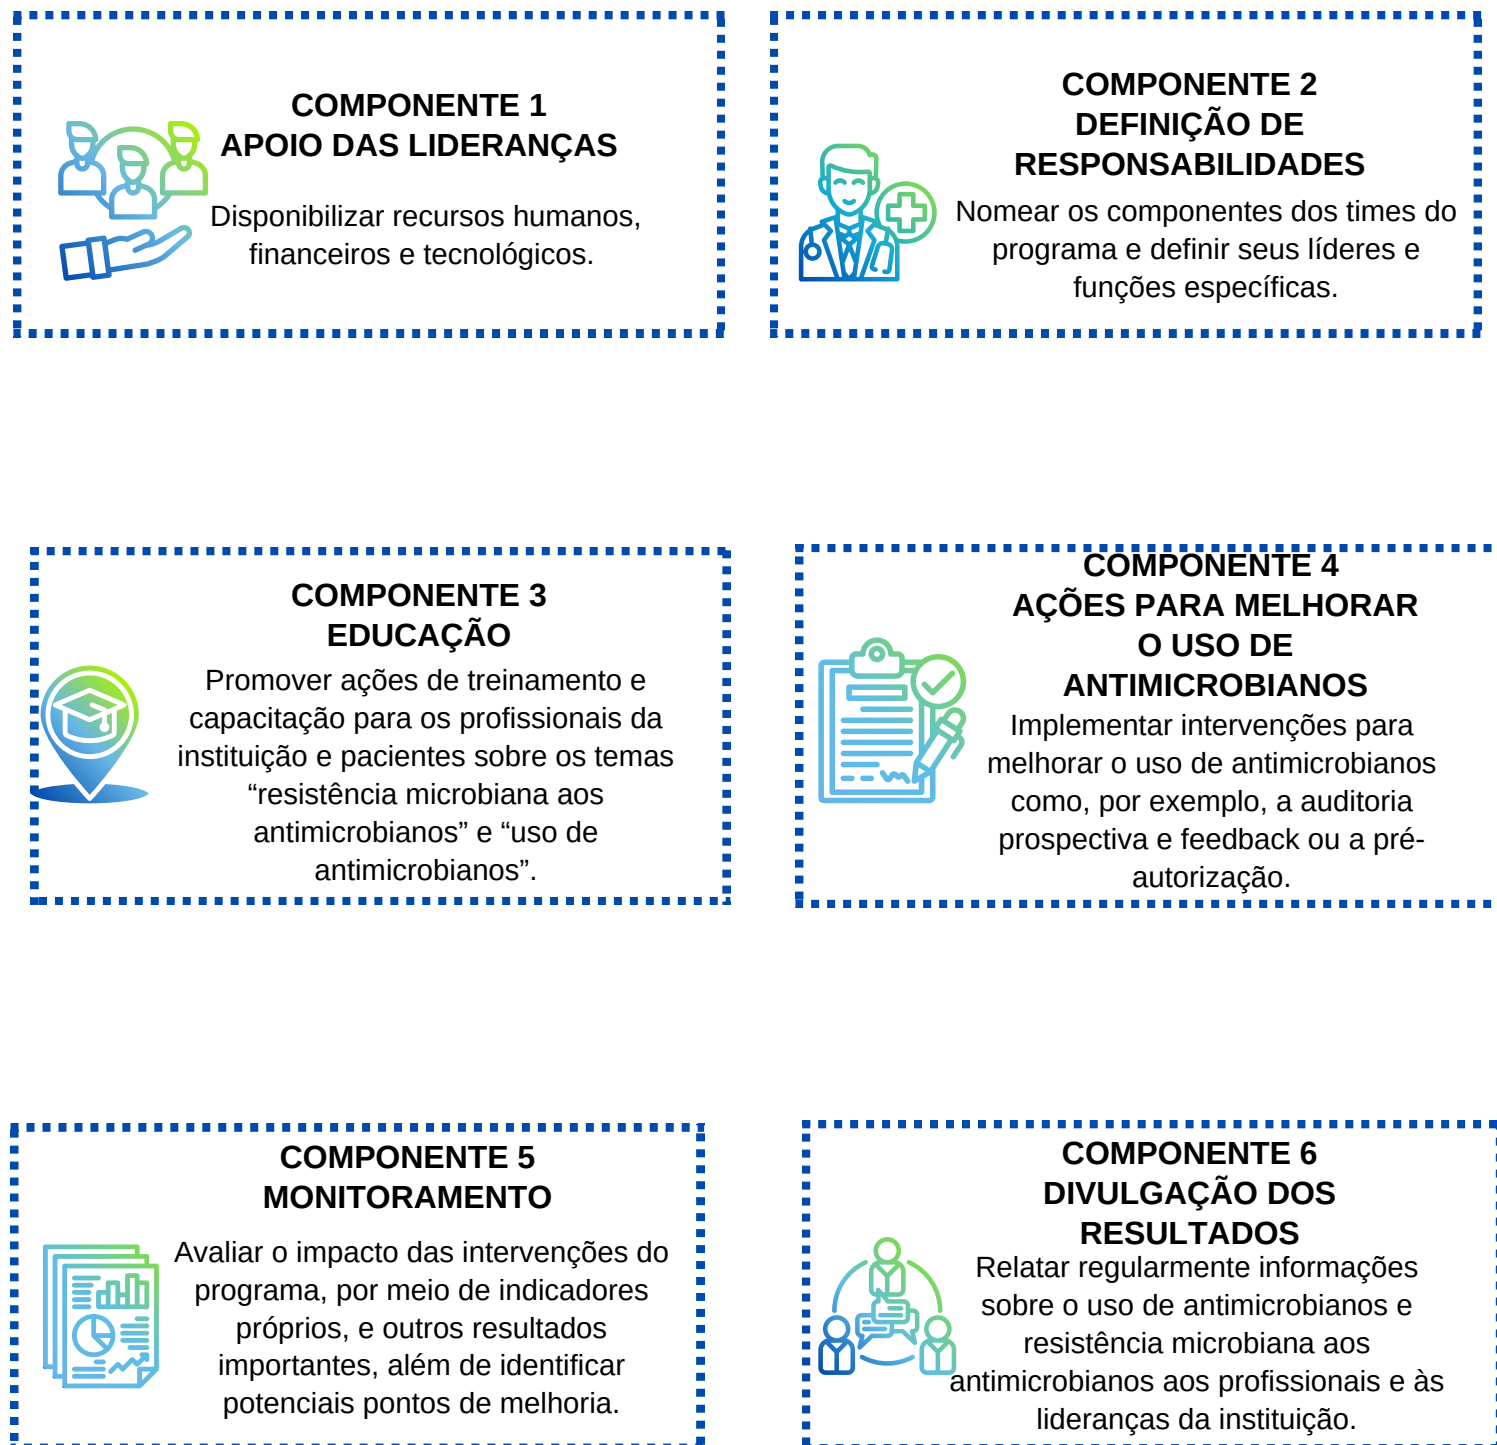 COMPONENTE 1
APOIO DAS LIDERANÇAS
Disponibilizar recursos humanos,
financeiros e tecnológicos.
COMPONENTE 2
DEFINIÇÃO DE
RESPONSABILIDADES
Nomear os componentes dos times do
programa e definir seus líderes e
funções específicas.
COMPONENTE 3
EDUCAÇÃO
Promover ações de treinamento e
capacitação para os profissionais da
instituição e pacientes sobre os temas
“resistência microbiana aos
antimicrobianos” e “uso de
antimicrobianos”.
COMPONENTE 4
AÇÕES PARA MELHORAR
O USO DE
ANTIMICROBIANOS
Implementar intervenções para
melhorar o uso de antimicrobianos
como, por exemplo, a auditoria
prospectiva e feedback ou a pré-
autorização.
COMPONENTE 5
MONITORAMENTO
Avaliar o impacto das intervenções do
programa, por meio de indicadores
próprios, e outros resultados
importantes, além de identificar
potenciais pontos de melhoria.
COMPONENTE 6
DIVULGAÇÃO DOS
RESULTADOS
Relatar regularmente informações
sobre o uso de antimicrobianos e
resistência microbiana aos
antimicrobianos aos profissionais e às
lideranças da instituição.